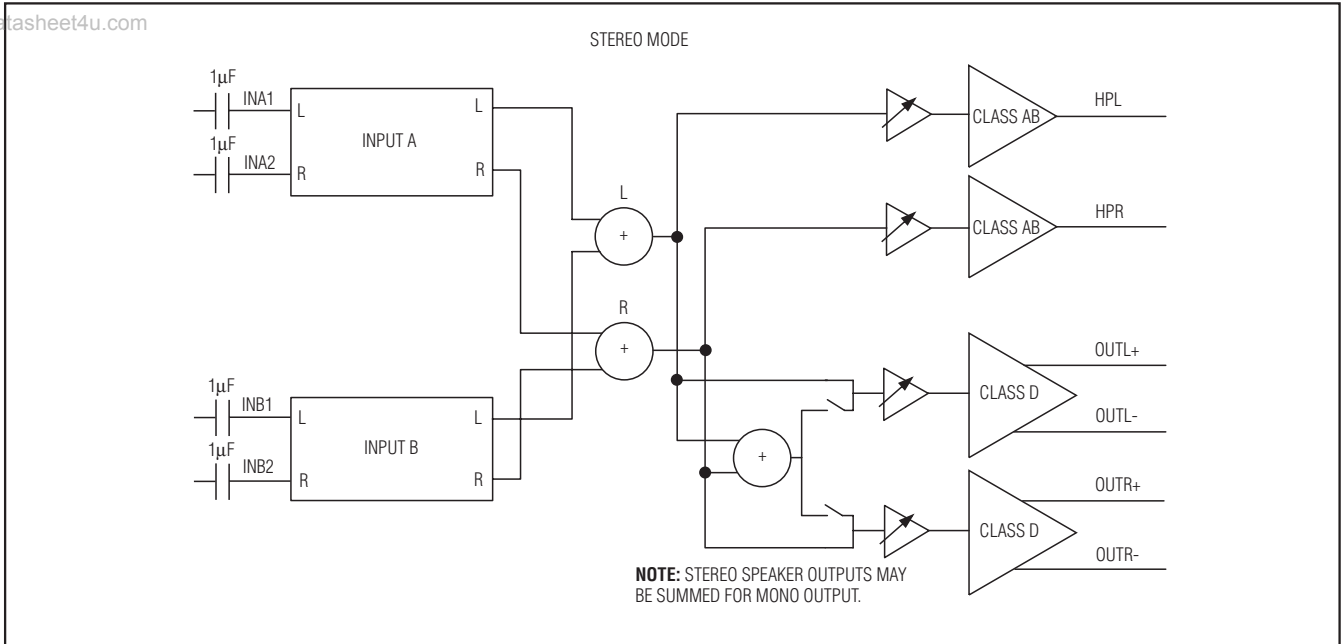 atasheet4u.com
STEREO MODE
1µF
INA1
L
L
INPUT A
1µF
INA2
R
R
CLASS AB
HPL
CLASS AB
HPR
L
+
R
+
1µF
INB1
L
L
INPUT B
1µF
INB2
R
R
+
CLASS D
OUTL+
OUTL-
CLASS D
OUTR+
OUTR-
NOTE: STEREO SPEAKER OUTPUTS MAY
BE SUMMED FOR MONO OUTPUT.